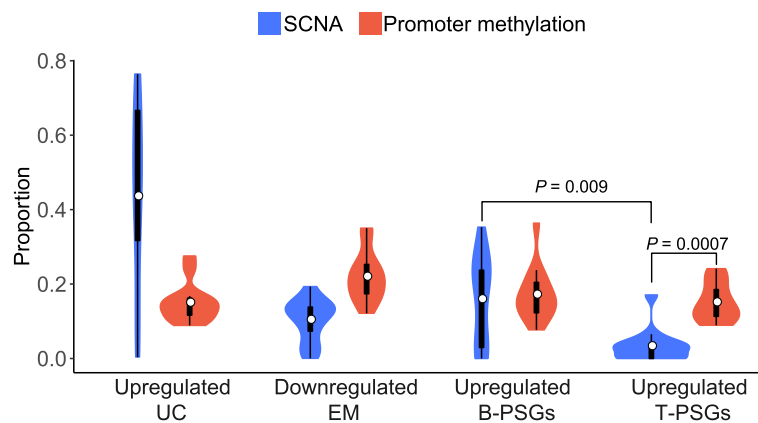 SCNA Promoter methylation
0.8
0.6
0.4
0.2
0.0
Proportion
P = 0.009
P = 0.0007
Upregulated UC
Downregulated EM
Upregulated B-PSGs
Upregulated T-PSGs